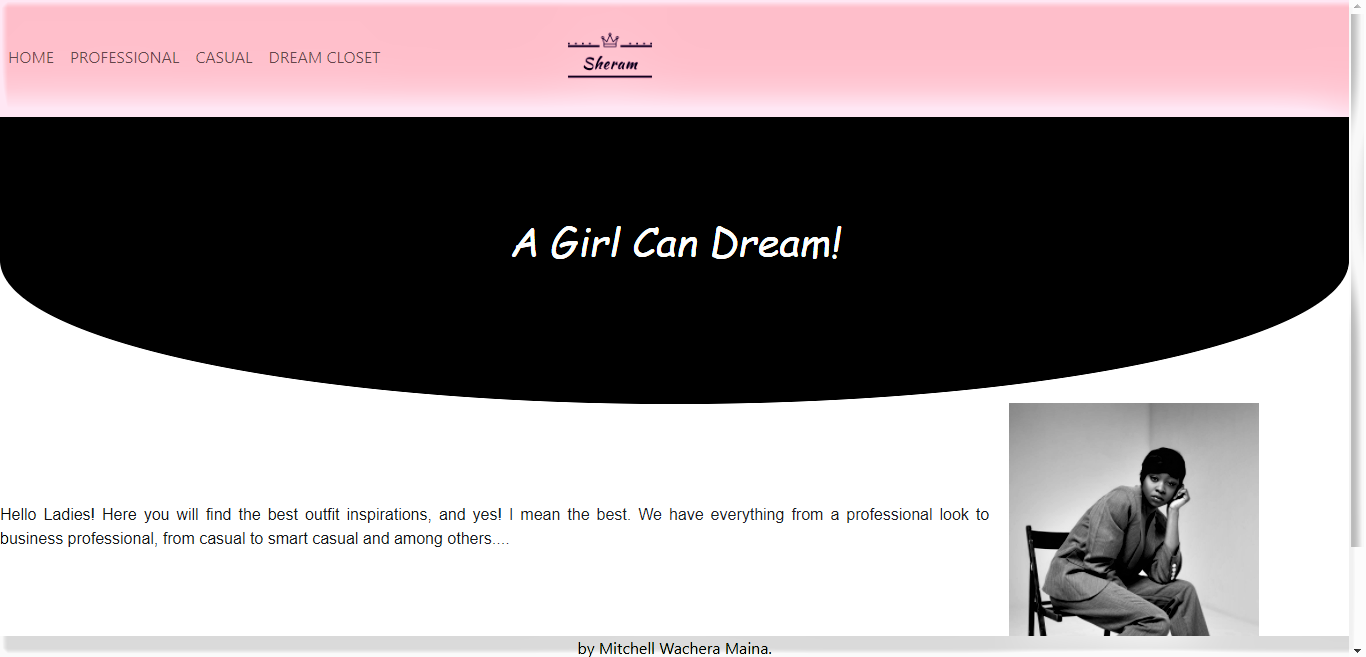 HOME PROFESSIONAL CASUAL DREAM CLOSET
Sheram
A Girl Can Dream!
Hello Ladies! Here you will find the best outfit inspirations, and yes! I mean the best. We have everything from a professional look to
business professional, from casual to smart casual and among others....
by Mitchell Wachera Maina.